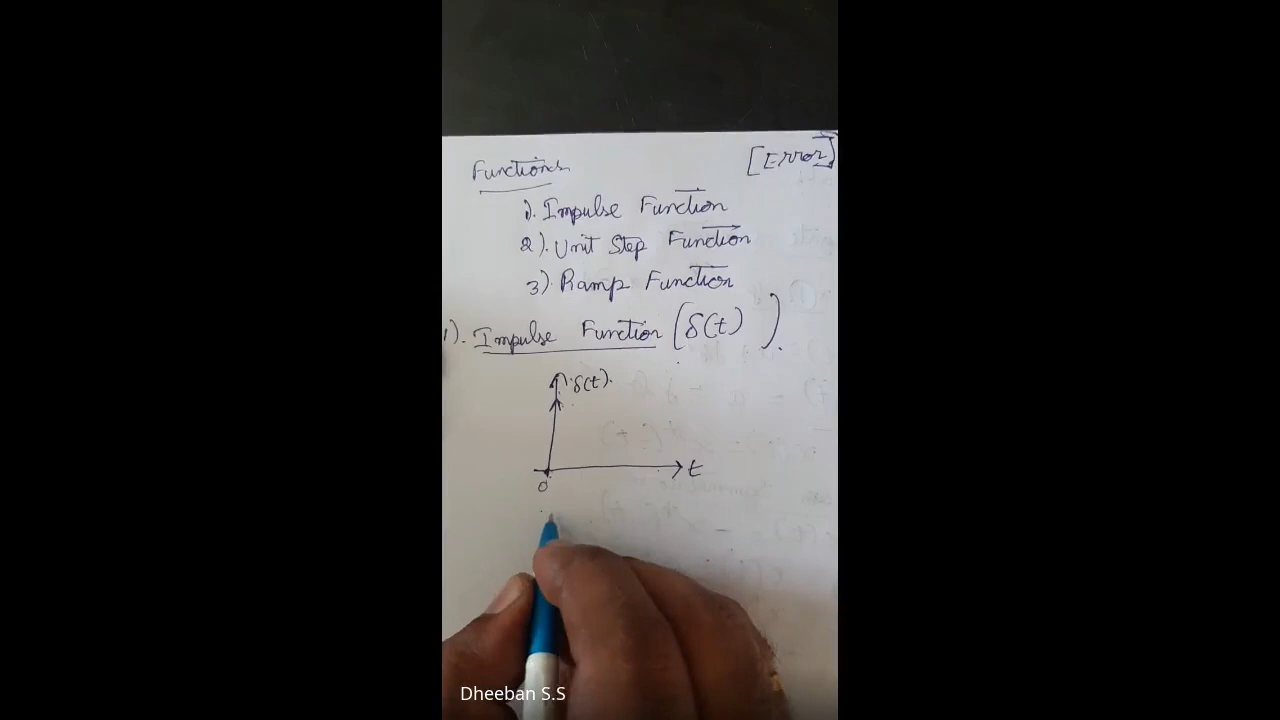 Functions [Error]
1). Impulse Function
2). Unit Step Function
3) Ramp Function
1). Impulse Function (δ(t)).
δ(t).
t
0
Dheeban S.S